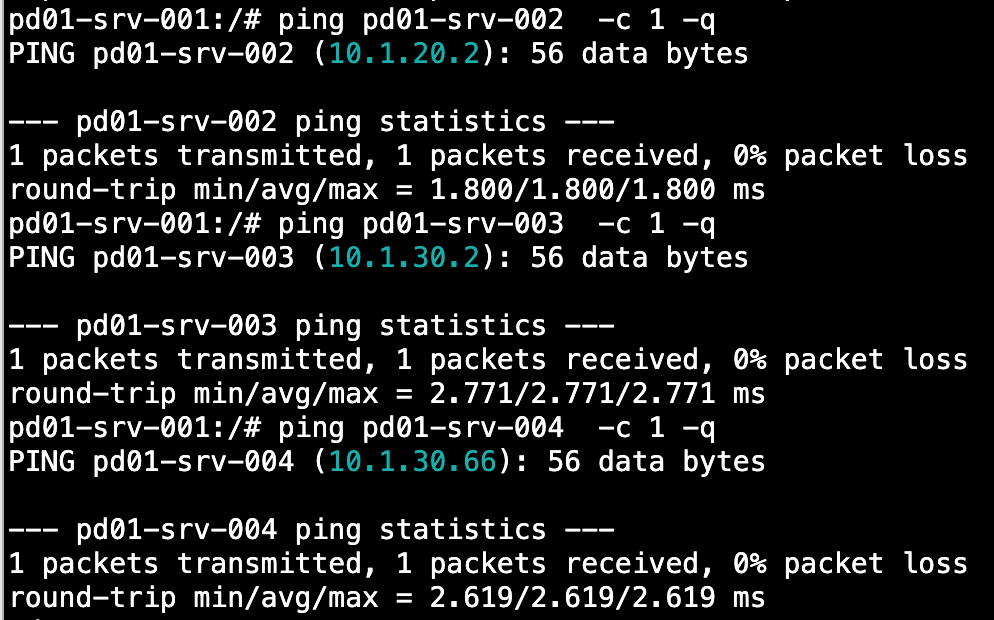 pd01-srv-001:/# ping pd01-srv-002  -c 1 -q
PING pd01-srv-002 (10.1.20.2): 56 data bytes

--- pd01-srv-002 ping statistics ---
1 packets transmitted, 1 packets received, 0% packet loss
round-trip min/avg/max = 1.800/1.800/1.800 ms
pd01-srv-001:/# ping pd01-srv-003  -c 1 -q
PING pd01-srv-003 (10.1.30.2): 56 data bytes

--- pd01-srv-003 ping statistics ---
1 packets transmitted, 1 packets received, 0% packet loss
round-trip min/avg/max = 2.771/2.771/2.771 ms
pd01-srv-001:/# ping pd01-srv-004  -c 1 -q
PING pd01-srv-004 (10.1.30.66): 56 data bytes

--- pd01-srv-004 ping statistics ---
1 packets transmitted, 1 packets received, 0% packet loss
round-trip min/avg/max = 2.619/2.619/2.619 ms